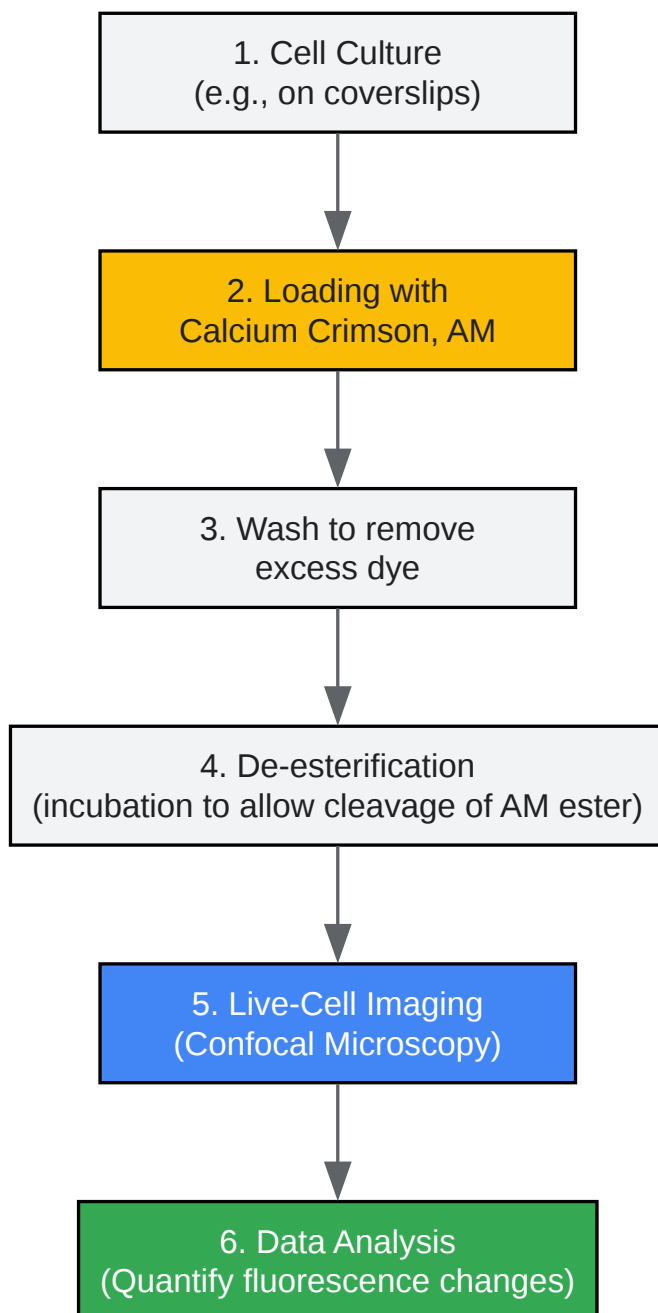 1. Cell Culture
(e.g., on coverslips)
2. Loading with
Calcium Crimson, AM
3. Wash to remove
excess dye
4. De-esterification
(incubation to allow cleavage of AM ester)
5. Live-Cell Imaging
(Confocal Microscopy)
6. Data Analysis
(Quantify fluorescence changes)